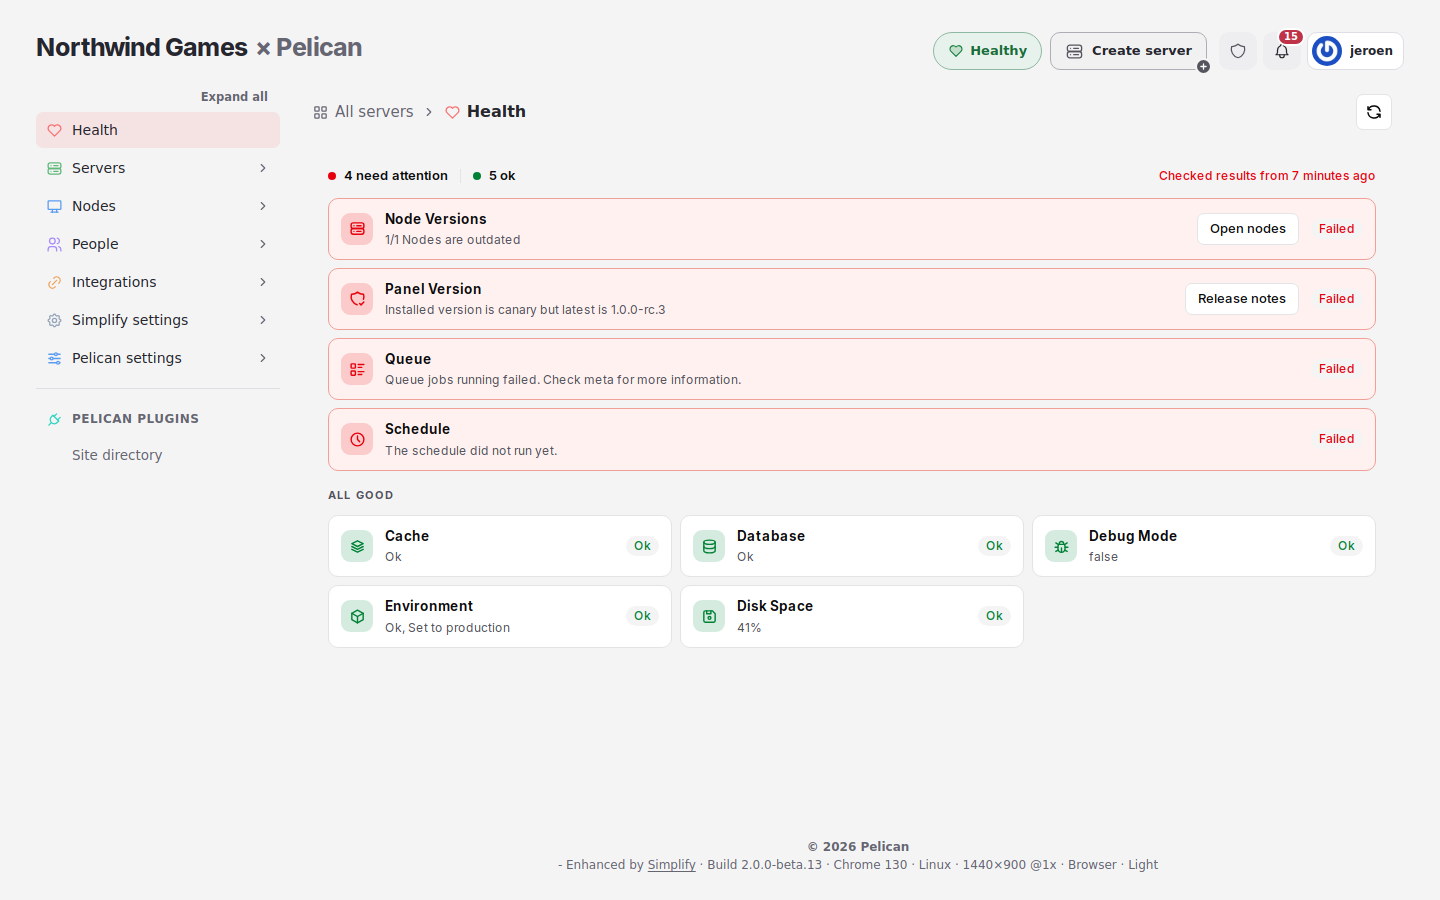 Northwind Games × Pelican
Healthy
Create server
15
jeroen
Expand all
Health
Servers
Nodes
People
Integrations
Simplify settings
Pelican settings
PELICAN PLUGINS
Site directory
All servers
Health
4 need attention
5 ok
Checked results from 7 minutes ago
Node Versions
1/1 Nodes are outdated
Open nodes
Failed
Panel Version
Installed version is canary but latest is 1.0.0-rc.3
Release notes
Failed
Queue
Queue jobs running failed. Check meta for more information.
Failed
Schedule
The schedule did not run yet.
Failed
ALL GOOD
Cache
Ok
Ok
Database
Ok
Ok
Debug Mode
false
Ok
Environment
Ok, Set to production
Ok
Disk Space
41%
Ok
© 2026 Pelican
- Enhanced by Simplify · Build 2.0.0-beta.13 · Chrome 130 · Linux · 1440×900 @1x · Browser · Light